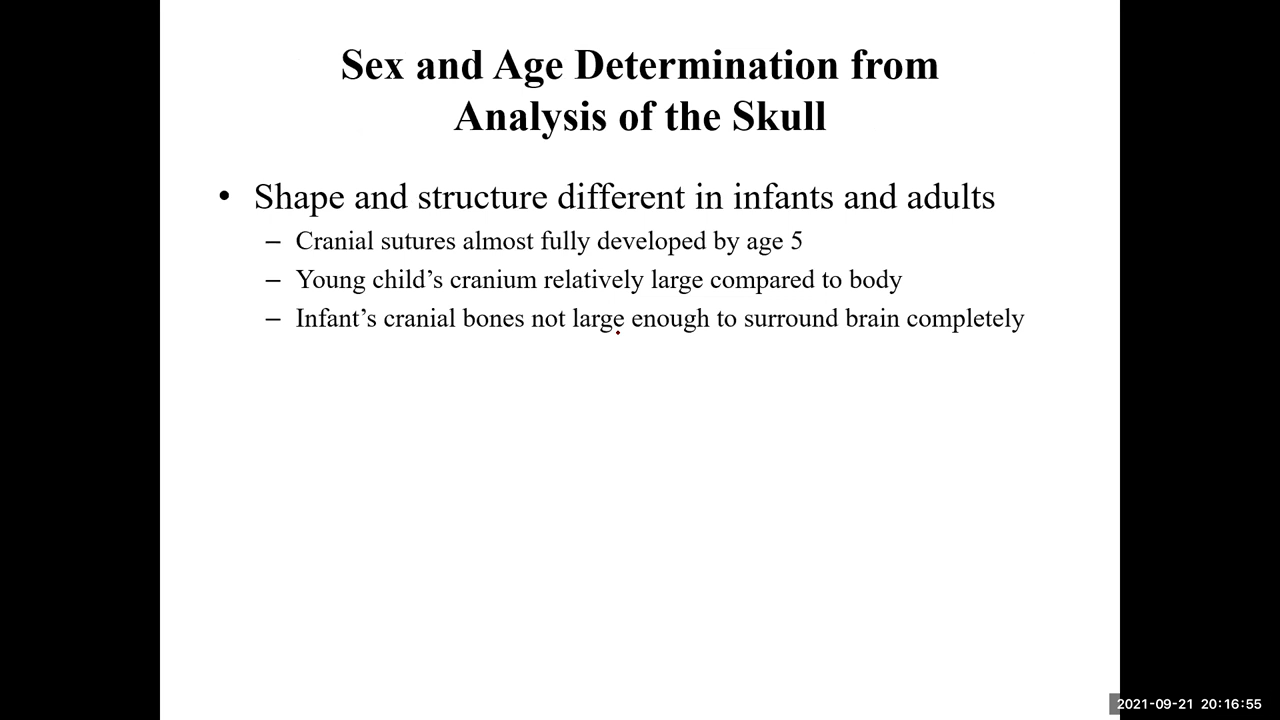 Sex and Age Determination from
Analysis of the Skull
• Shape and structure different in infants and adults
– Cranial sutures almost fully developed by age 5
– Young child’s cranium relatively large compared to body
– Infant’s cranial bones not large enough to surround brain completely
2021-09-21 20:16:55